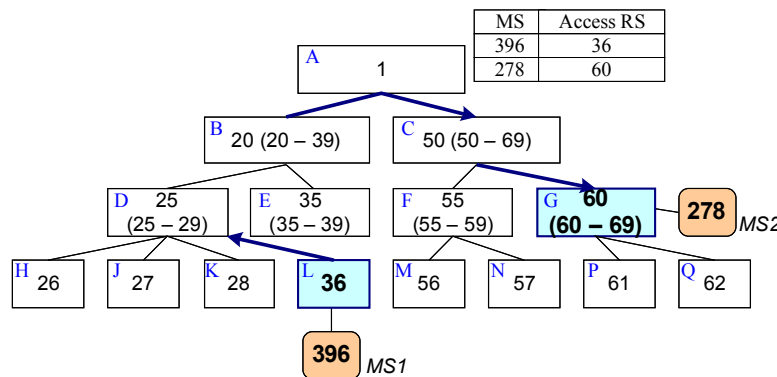 MS Access RS
396 36
278 60
A
1
B
20 (20 – 39)
C
50 (50 – 69)
D
25
(25 – 29)
E
35
(35 – 39)
F
55
(55 – 59)
G
60
(60 – 69)
278
MS2
H
26
J
27
K
28
L
36
M
56
N
57
P
61
Q
62
396
MS1